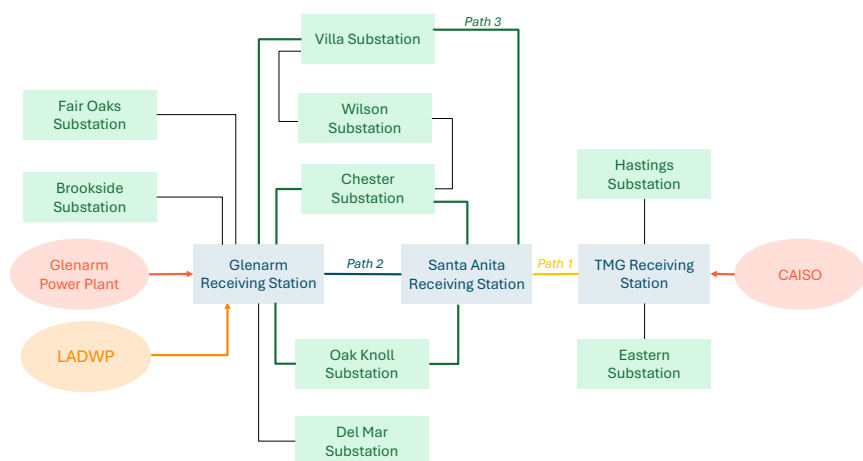 Villa Substation
Path 3
Fair Oaks
Substation
Wilson
Substation
Brookside
Substation
Chester
Substation
Hastings
Substation
Glenarm
Power Plant
Glenarm
Receiving Station
Path 2
Santa Anita
Receiving Station
Path 1
TMG Receiving
Station
CAISO
LADWP
Oak Knoll
Substation
Eastern
Substation
Del Mar
Substation